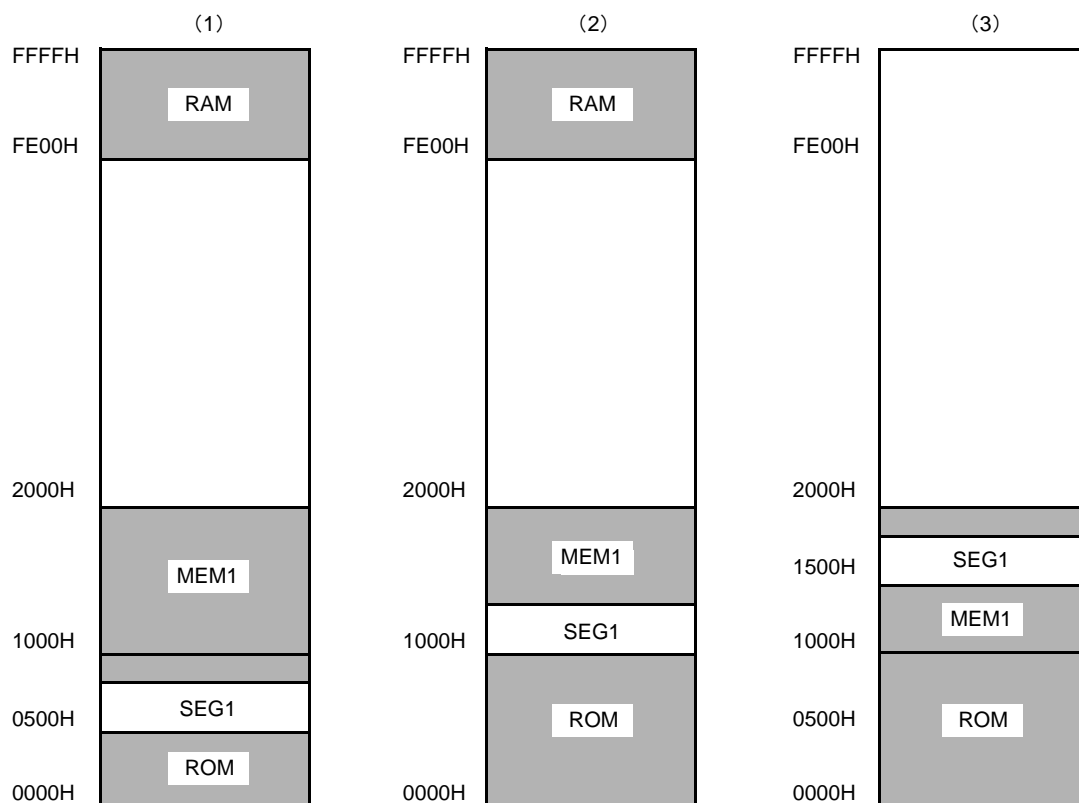 (1)
FFFFH
RAM
FE00H
2000H
MEM1
1000H
SEG1
0500H
ROM
0000H
(2)
FFFFH
RAM
FE00H
2000H
MEM1
SEG1
1000H
ROM
0000H
(3)
FFFFH
FE00H
2000H
SEG1
1500H
MEM1
1000H
ROM
0500H
0000H